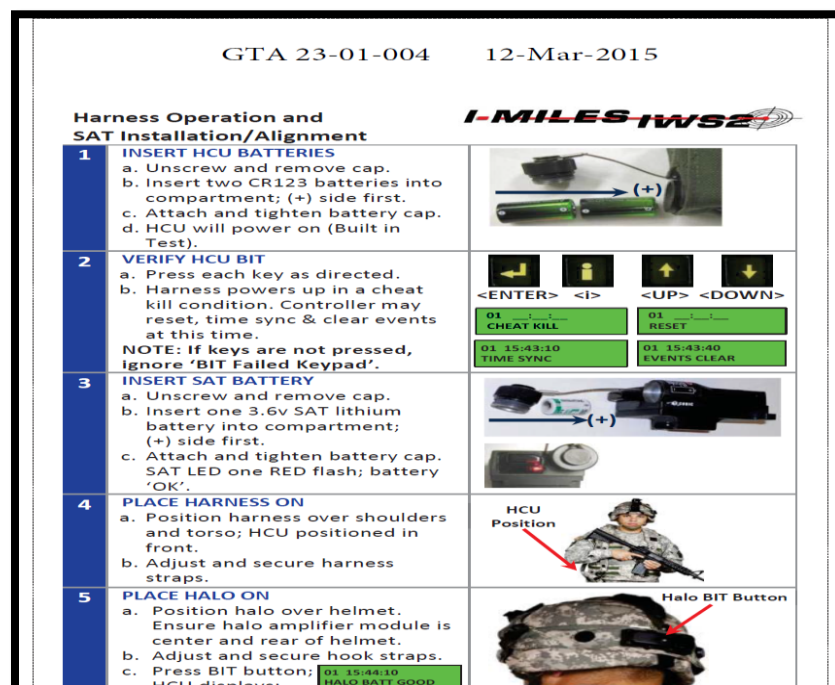 GTA 23-01-004 12-Mar-2015
Harness Operation and
SAT Installation/Alignment
I-MILES IWS2
1 INSERT HCU BATTERIES
a. Unscrew and remove cap.
b. Insert two CR123 batteries into
compartment; (+) side first.
c. Attach and tighten battery cap.
d. HCU will power on (Built in
Test).
(+)
2 VERIFY HCU BIT
a. Press each key as directed.
b. Harness powers up in a cheat
kill condition. Controller may
reset, time sync & clear events
at this time.
NOTE: If keys are not pressed,
ignore ‘BIT Failed Keypad’.
<ENTER> <i> <UP> <DOWN>
01 __:__:__
CHEAT KILL
01 __:__:__
RESET
01 15:43:10
TIME SYNC
01 15:43:40
EVENTS CLEAR
3 INSERT SAT BATTERY
a. Unscrew and remove cap.
b. Insert one 3.6v SAT lithium
battery into compartment;
(+) side first.
c. Attach and tighten battery cap.
SAT LED one RED flash; battery
‘OK’.
(+)
4 PLACE HARNESS ON
a. Position harness over shoulders
and torso; HCU positioned in
front.
b. Adjust and secure harness
straps.
HCU
Position
5 PLACE HALO ON
a. Position halo over helmet.
Ensure halo amplifier module is
center and rear of helmet.
b. Adjust and secure hook straps.
c. Press BIT button;
HCU displays:
01 15:44:10
HALO BATT GOOD
Halo BIT Button